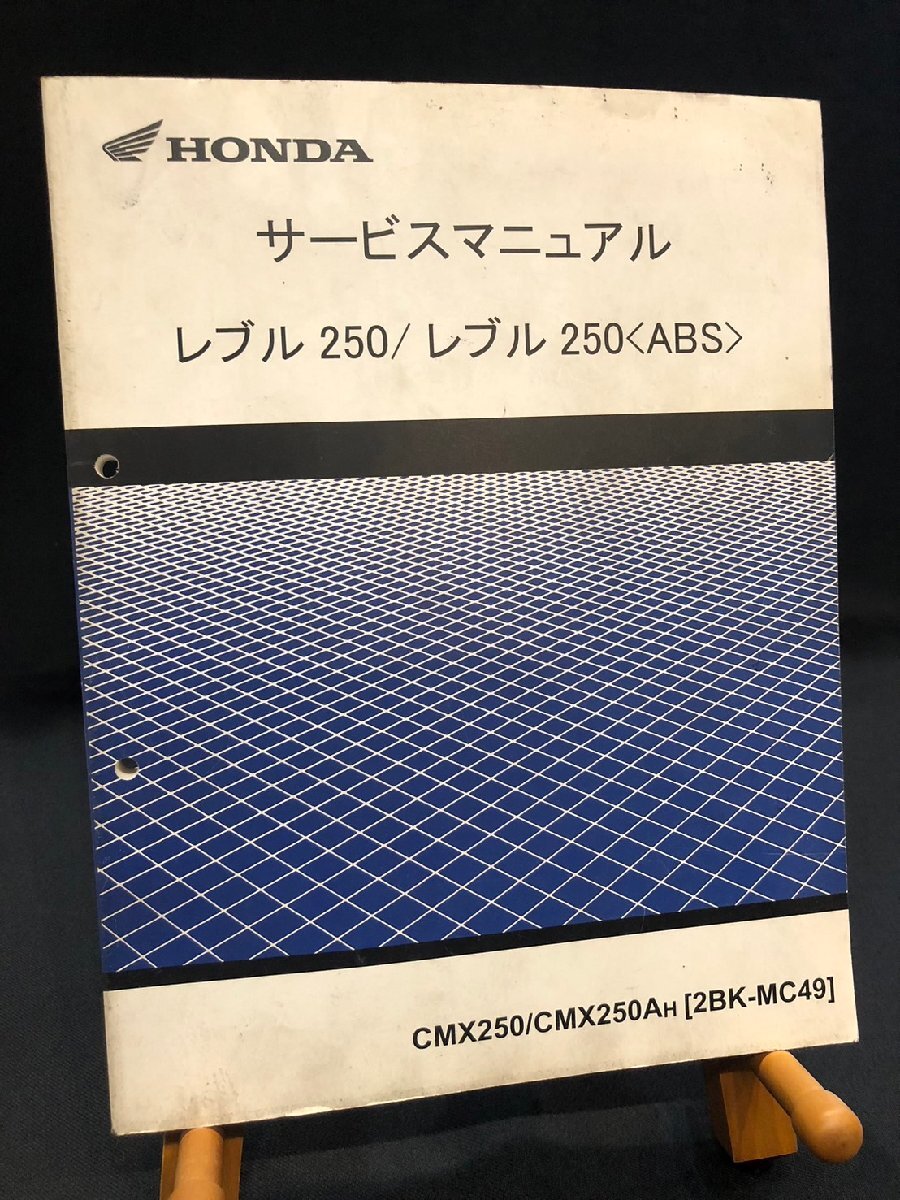 HONDA
サービスマニュアル
レブル 250/レブル 250<ABS>
CMX250/CMX250AH [2BK-MC49]